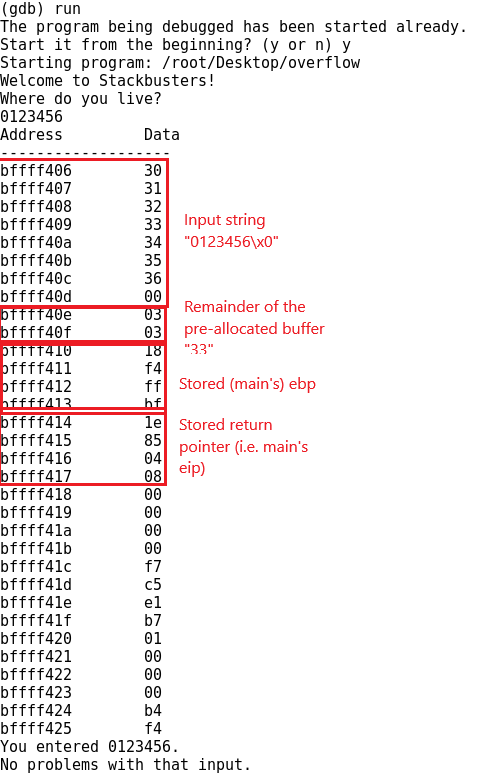 (gdb) run
The program being debugged has been started already.
Start it from the beginning? (y or n) y
Starting program: /root/Desktop/overflow
Welcome to Stackbusters!
Where do you live?
0123456
Address Data
-------------------
bffff406 30
bffff407 31
bffff408 32
bffff409 33
bffff40a 34
bffff40b 35
bffff40c 36
bffff40d 00
Input string
"0123456\x0"
bffff40e 03
bffff40f 03
Remainder of the
pre-allocated buffer
"33"
bffff410 18
bffff411 f4
bffff412 ff
bffff413 bf
Stored (main's) ebp
bffff414 1e
bffff415 85
bffff416 04
bffff417 08
Stored return
pointer (i.e. main's
eip)
bffff418 00
bffff419 00
bffff41a 00
bffff41b 00
bffff41c f7
bffff41d c5
bffff41e e1
bffff41f b7
bffff420 01
bffff421 00
bffff422 00
bffff423 00
bffff424 b4
bffff425 f4
You entered 0123456.
No problems with that input.